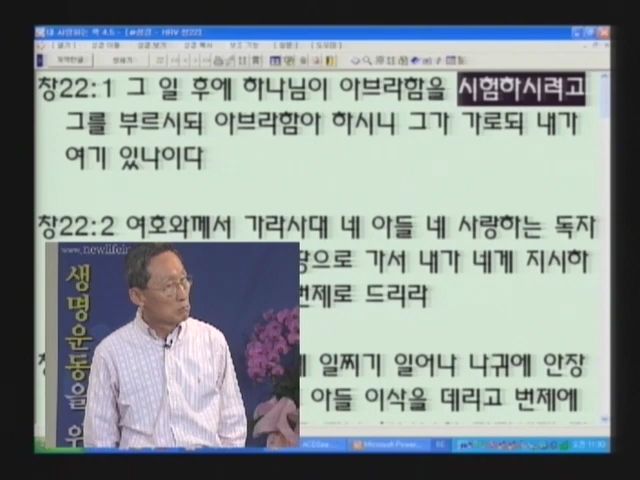 창22:1 그 일 후에 하나님이 아브라함을 시험하시려고
그를 부르시되 아브라함아 하시니 그가 가로되 내가
여기 있나이다
창22:2 여호와께서 가라사대 네 아들 네 사랑하는 독자
땅으로 가서 내가 네게 지시하
번제로 드리라
일찌기 일어나 나귀에 안장
아들 이삭을 데리고 번제에
www.newlife
생명운동을
Microsoft Power